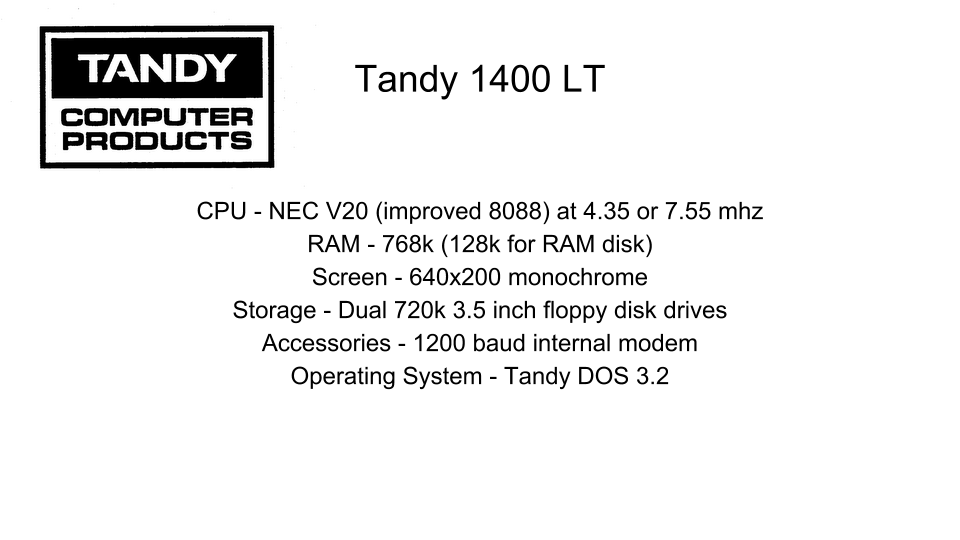 TANDY
COMPUTER
PRODUCTS
Tandy 1400 LT
CPU - NEC V20 (improved 8088) at 4.35 or 7.55 mhz
RAM - 768k (128k for RAM disk)
Screen - 640x200 monochrome
Storage - Dual 720k 3.5 inch floppy disk drives
Accessories - 1200 baud internal modem
Operating System - Tandy DOS 3.2